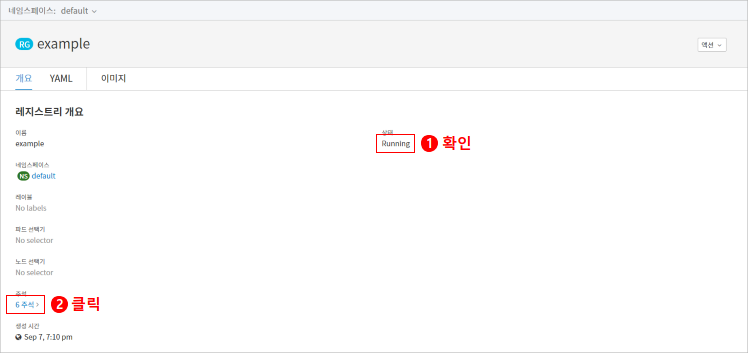 네임스페이스: default
RG example
액션
개요 YAML 이미지
레지스트리 개요
이름
example
상태
Running
1 확인
네임스페이스
NS default
레이블
No labels
파드 선택기
No selector
노드 선택기
No selector
주석
6 주석
2 클릭
생성 시간
Sep 7, 7:10 pm